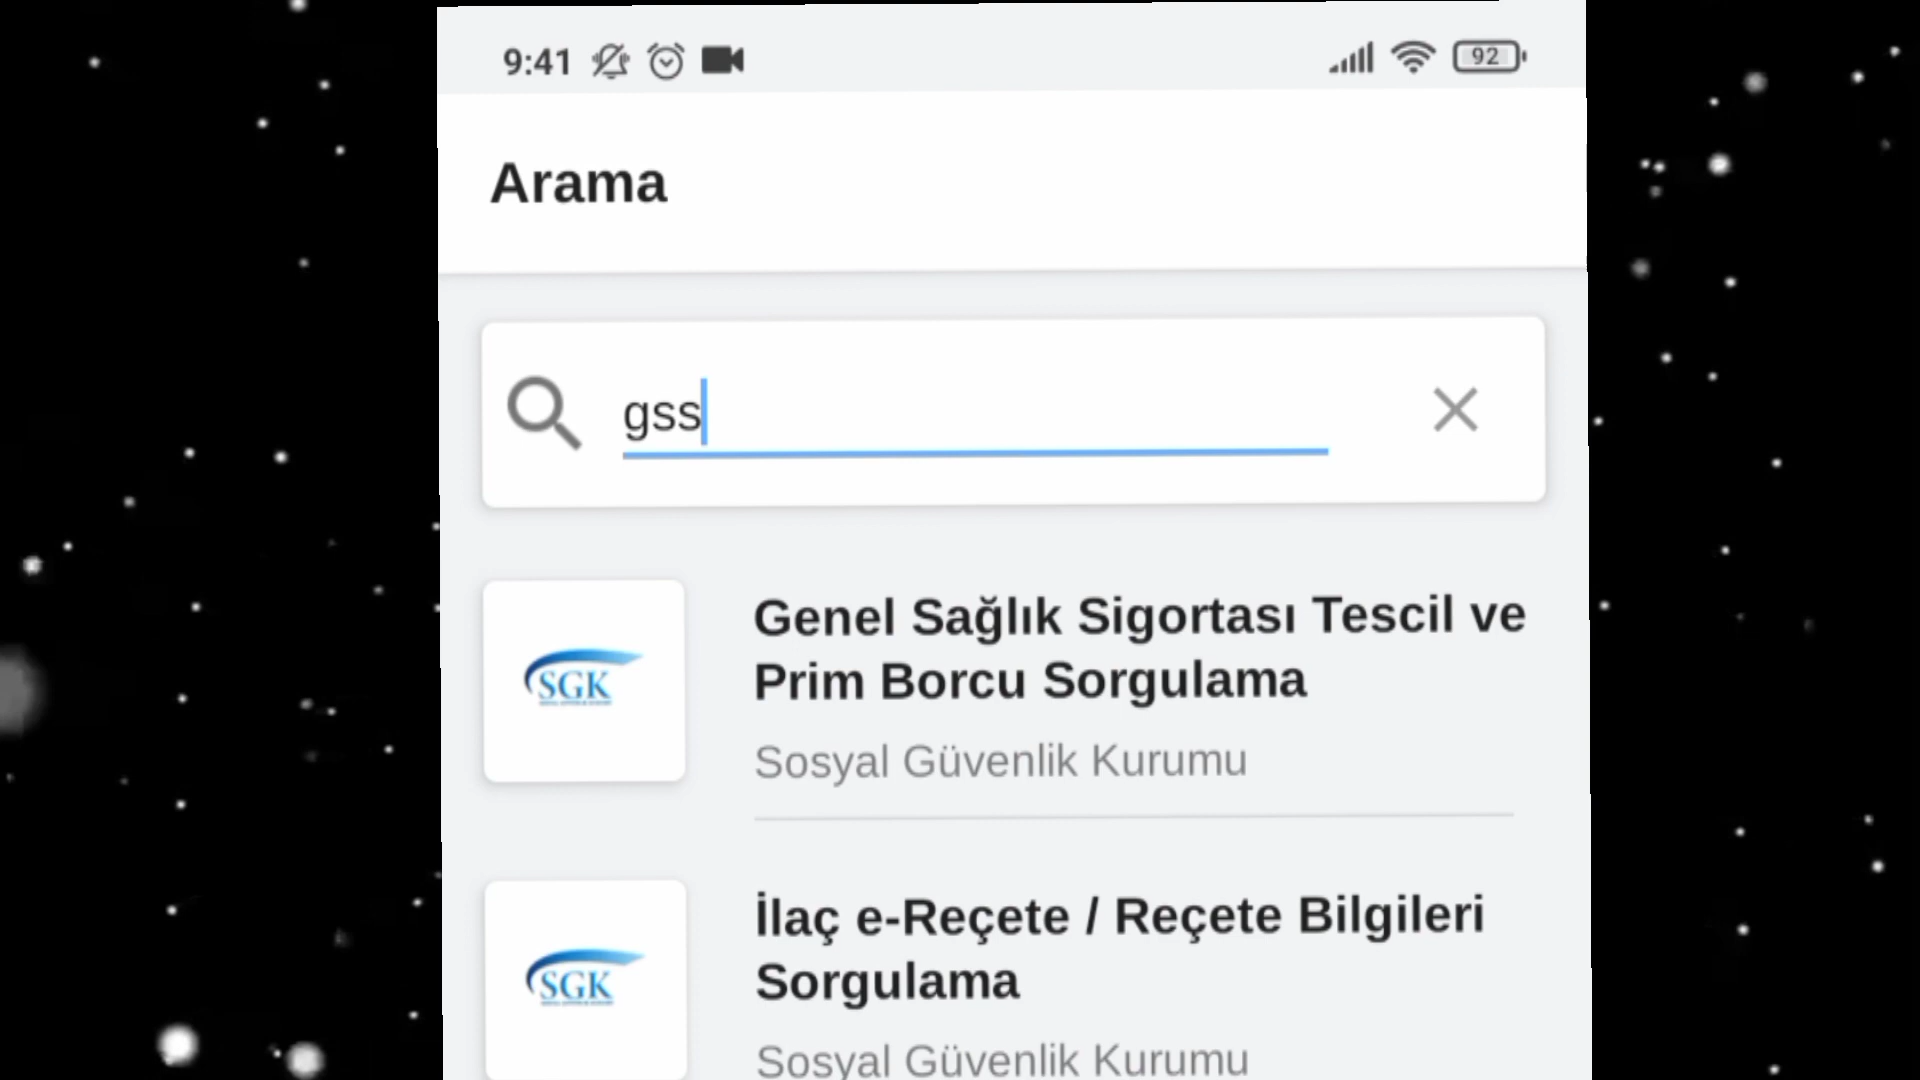 9:41
92
Arama
gss
Genel Sağlık Sigortası Tescil ve
Prim Borcu Sorgulama
SGK
Sosyal Güvenlik Kurumu
İlaç e-Reçete / Reçete Bilgileri
Sorgulama
SGK
Sosyal Güvenlik Kurumu